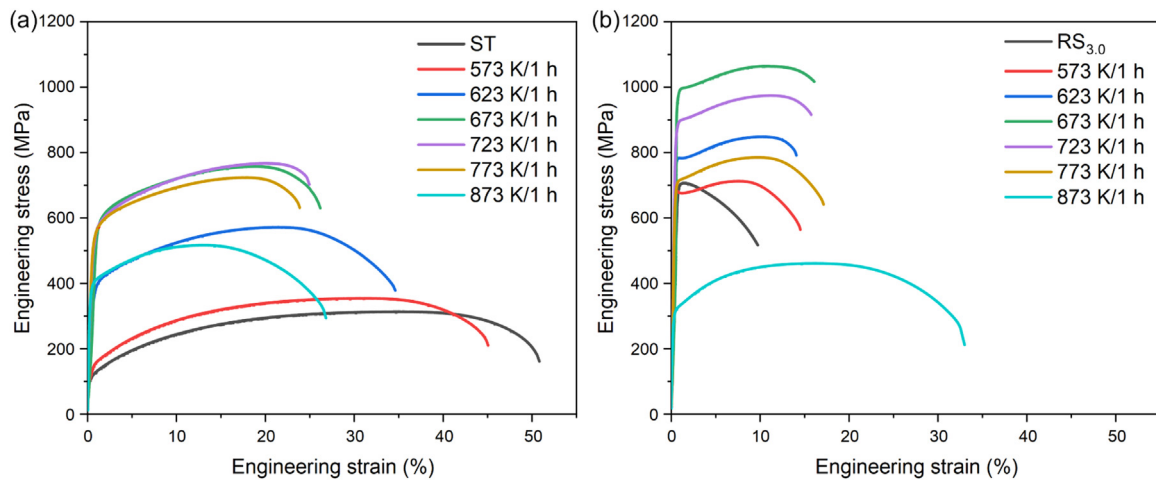 (a)
1200
1000
800
600
400
200
0
Engineering stress (MPa)
ST
573 K/1 h
623 K/1 h
673 K/1 h
723 K/1 h
773 K/1 h
873 K/1 h
0 10 20 30 40 50
Engineering strain (%)
(b)
1200
1000
800
600
400
200
0
Engineering stress (MPa)
RS3.0
573 K/1 h
623 K/1 h
673 K/1 h
723 K/1 h
773 K/1 h
873 K/1 h
0 10 20 30 40 50
Engineering strain (%)